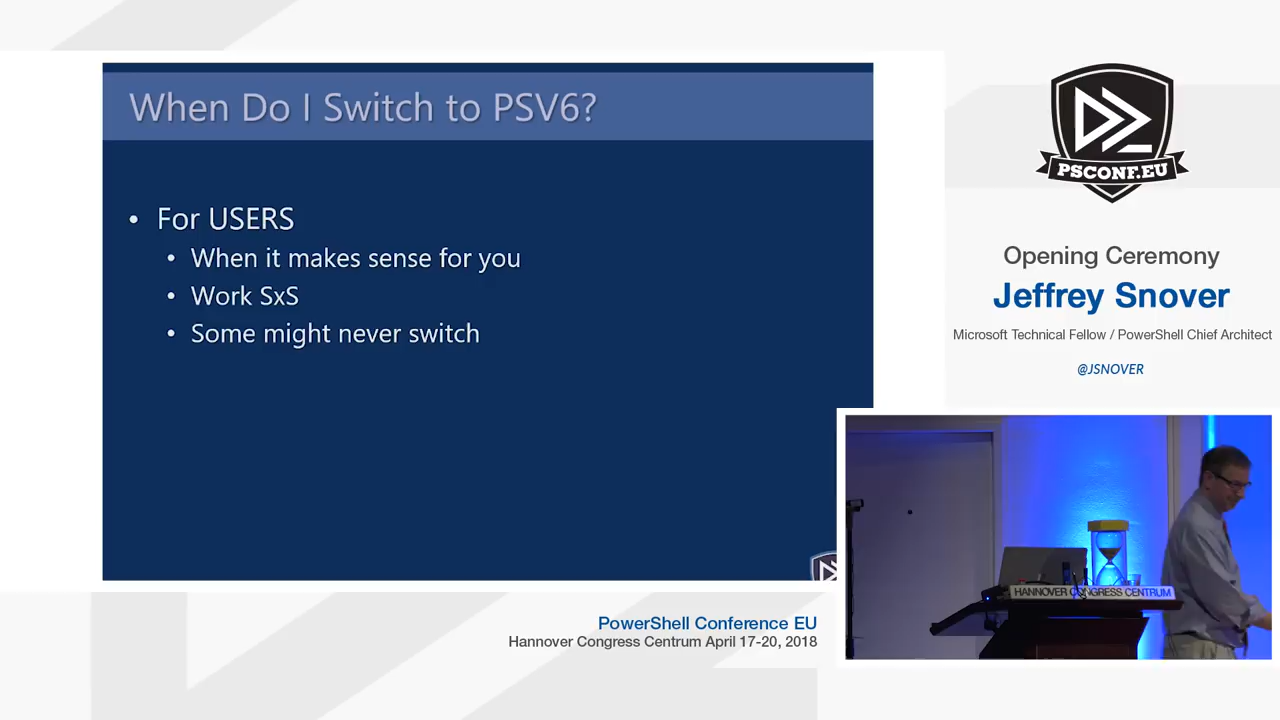 When Do I Switch to PSV6?
• For USERS
• When it makes sense for you
• Work SxS
• Some might never switch
PSCONF.EU
Opening Ceremony
Jeffrey Snover
Microsoft Technical Fellow / PowerShell Chief Architect
@JSNOVER
HANNOVER CONGRESS CENTRUM
PowerShell Conference EU
Hannover Congress Centrum April 17-20, 2018